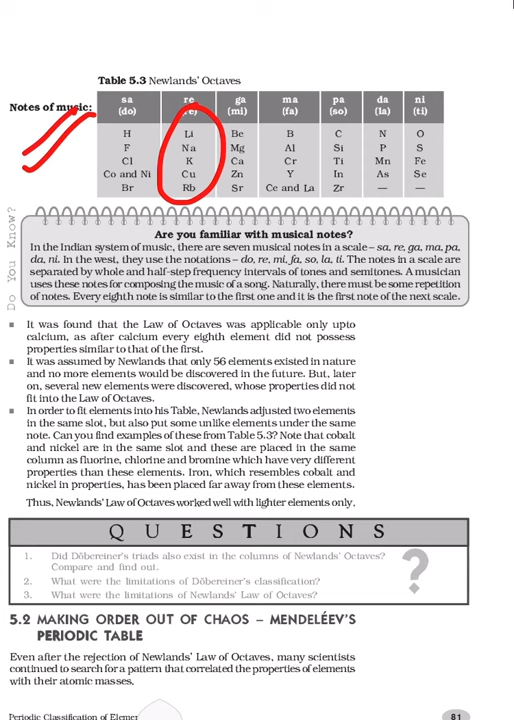 Table 5.3 Newlands' Octaves
Notes of music: sa (do) re (re) ga (mi) ma (fa) pa (so) da (la) ni (ti)
H Li Be B C N O
F Na Mg Al Si P S
Cl K Ca Cr Ti Mn Fe
Co and Ni Cu Zn Y In As Se
Br Rb Sr Ce and La Zr — —
Do You Know?
Are you familiar with musical notes?
In the Indian system of music, there are seven musical notes in a scale – sa, re, ga, ma, pa,
da, ni. In the west, they use the notations – do, re, mi, fa, so, la, ti. The notes in a scale are
separated by whole and half-step frequency intervals of tones and semitones. A musician
uses these notes for composing the music of a song. Naturally, there must be some repetition
of notes. Every eighth note is similar to the first one and it is the first note of the next scale.
■ It was found that the Law of Octaves was applicable only upto
calcium, as after calcium every eighth element did not possess
properties similar to that of the first.
■ It was assumed by Newlands that only 56 elements existed in nature
and no more elements would be discovered in the future. But, later
on, several new elements were discovered, whose properties did not
fit into the Law of Octaves.
■ In order to fit elements into his Table, Newlands adjusted two elements
in the same slot, but also put some unlike elements under the same
note. Can you find examples of these from Table 5.3? Note that cobalt
and nickel are in the same slot and these are placed in the same
column as fluorine, chlorine and bromine which have very different
properties than these elements. Iron, which resembles cobalt and
nickel in properties, has been placed far away from these elements.
Thus, Newlands' Law of Octaves worked well with lighter elements only.
QUESTIONS
1. Did Döbereiner's triads also exist in the columns of Newlands' Octaves?
Compare and find out.
2. What were the limitations of Döbereiner's classification?
3. What were the limitations of Newlands' Law of Octaves?
?
5.2 MAKING ORDER OUT OF CHAOS – MENDELÉEV'S
PERIODIC TABLE
Even after the rejection of Newlands' Law of Octaves, many scientists
continued to search for a pattern that correlated the properties of elements
with their atomic masses.
Periodic Classification of Elemen 81